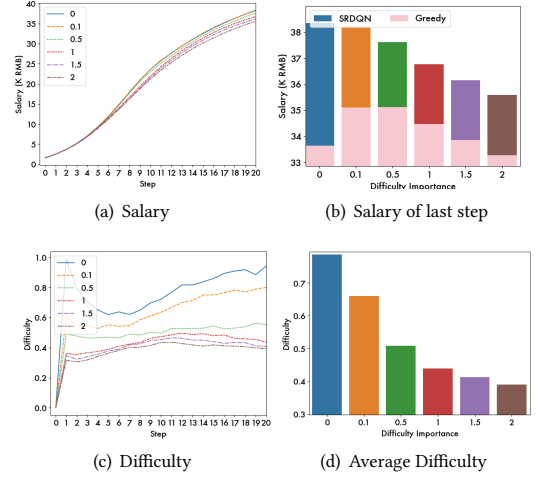 40
35
30
25
20
15
10
5
0
Salary (K RMB)
0
0.1
0.5
1
1.5
2
0 1 2 3 4 5 6 7 8 9 10 11 12 13 14 15 16 17 18 19 20
Step
(a) Salary
SRDQN Greedy
38
37
36
35
34
33
Salary (K RMB)
0 0.1 0.5 1 1.5 2
Difficulty Importance
(b) Salary of last step
1.0
0.8
0.6
0.4
0.2
0.0
Difficulty
0
0.1
0.5
1
1.5
2
0 1 2 3 4 5 6 7 8 9 10 11 12 13 14 15 16 17 18 19 20
Step
(c) Difficulty
0.7
0.6
0.5
0.4
0.3
Difficulty
0 0.1 0.5 1 1.5 2
Difficulty Importance
(d) Average Difficulty